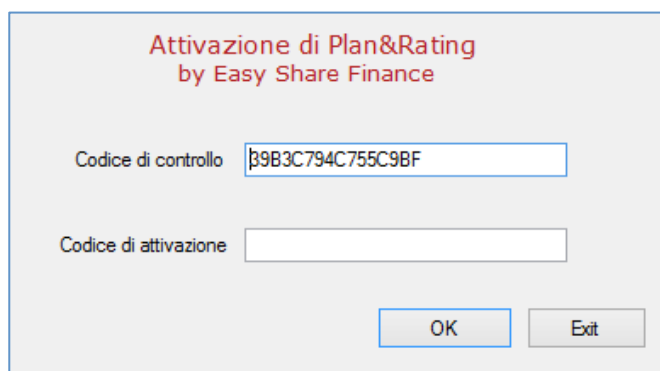 Attivazione di Plan&Rating
by Easy Share Finance
Codice di controllo 39B3C794C755C9BF
Codice di attivazione
OK Exit